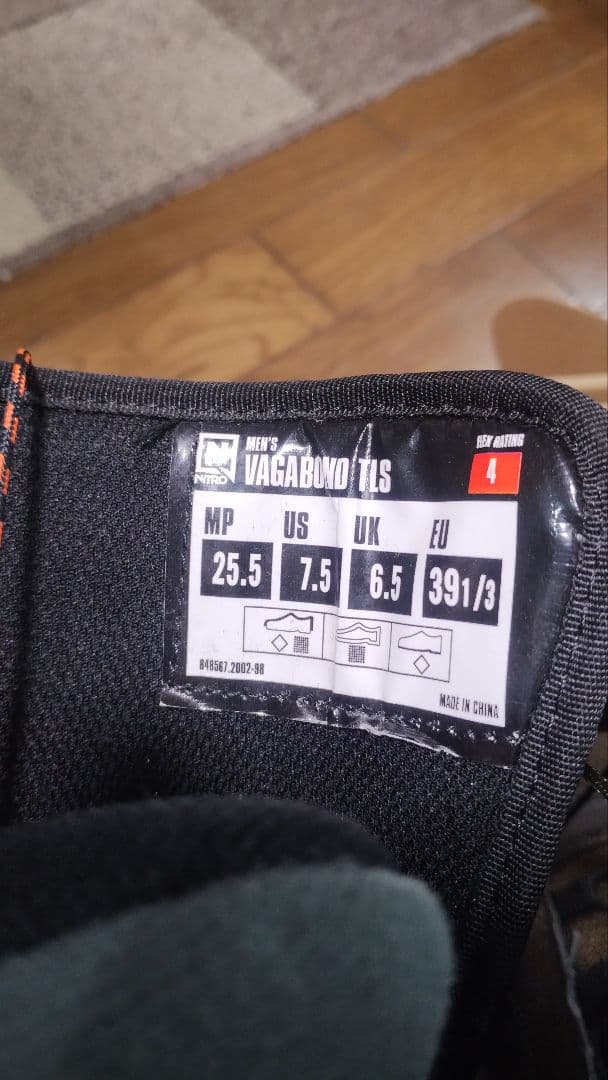 NITRO
MEN'S
VAGABOND TLS
FLEX RATING
4
MP US UK EU
25.5 7.5 6.5 39 1/3
848567.2002-98
MADE IN CHINA